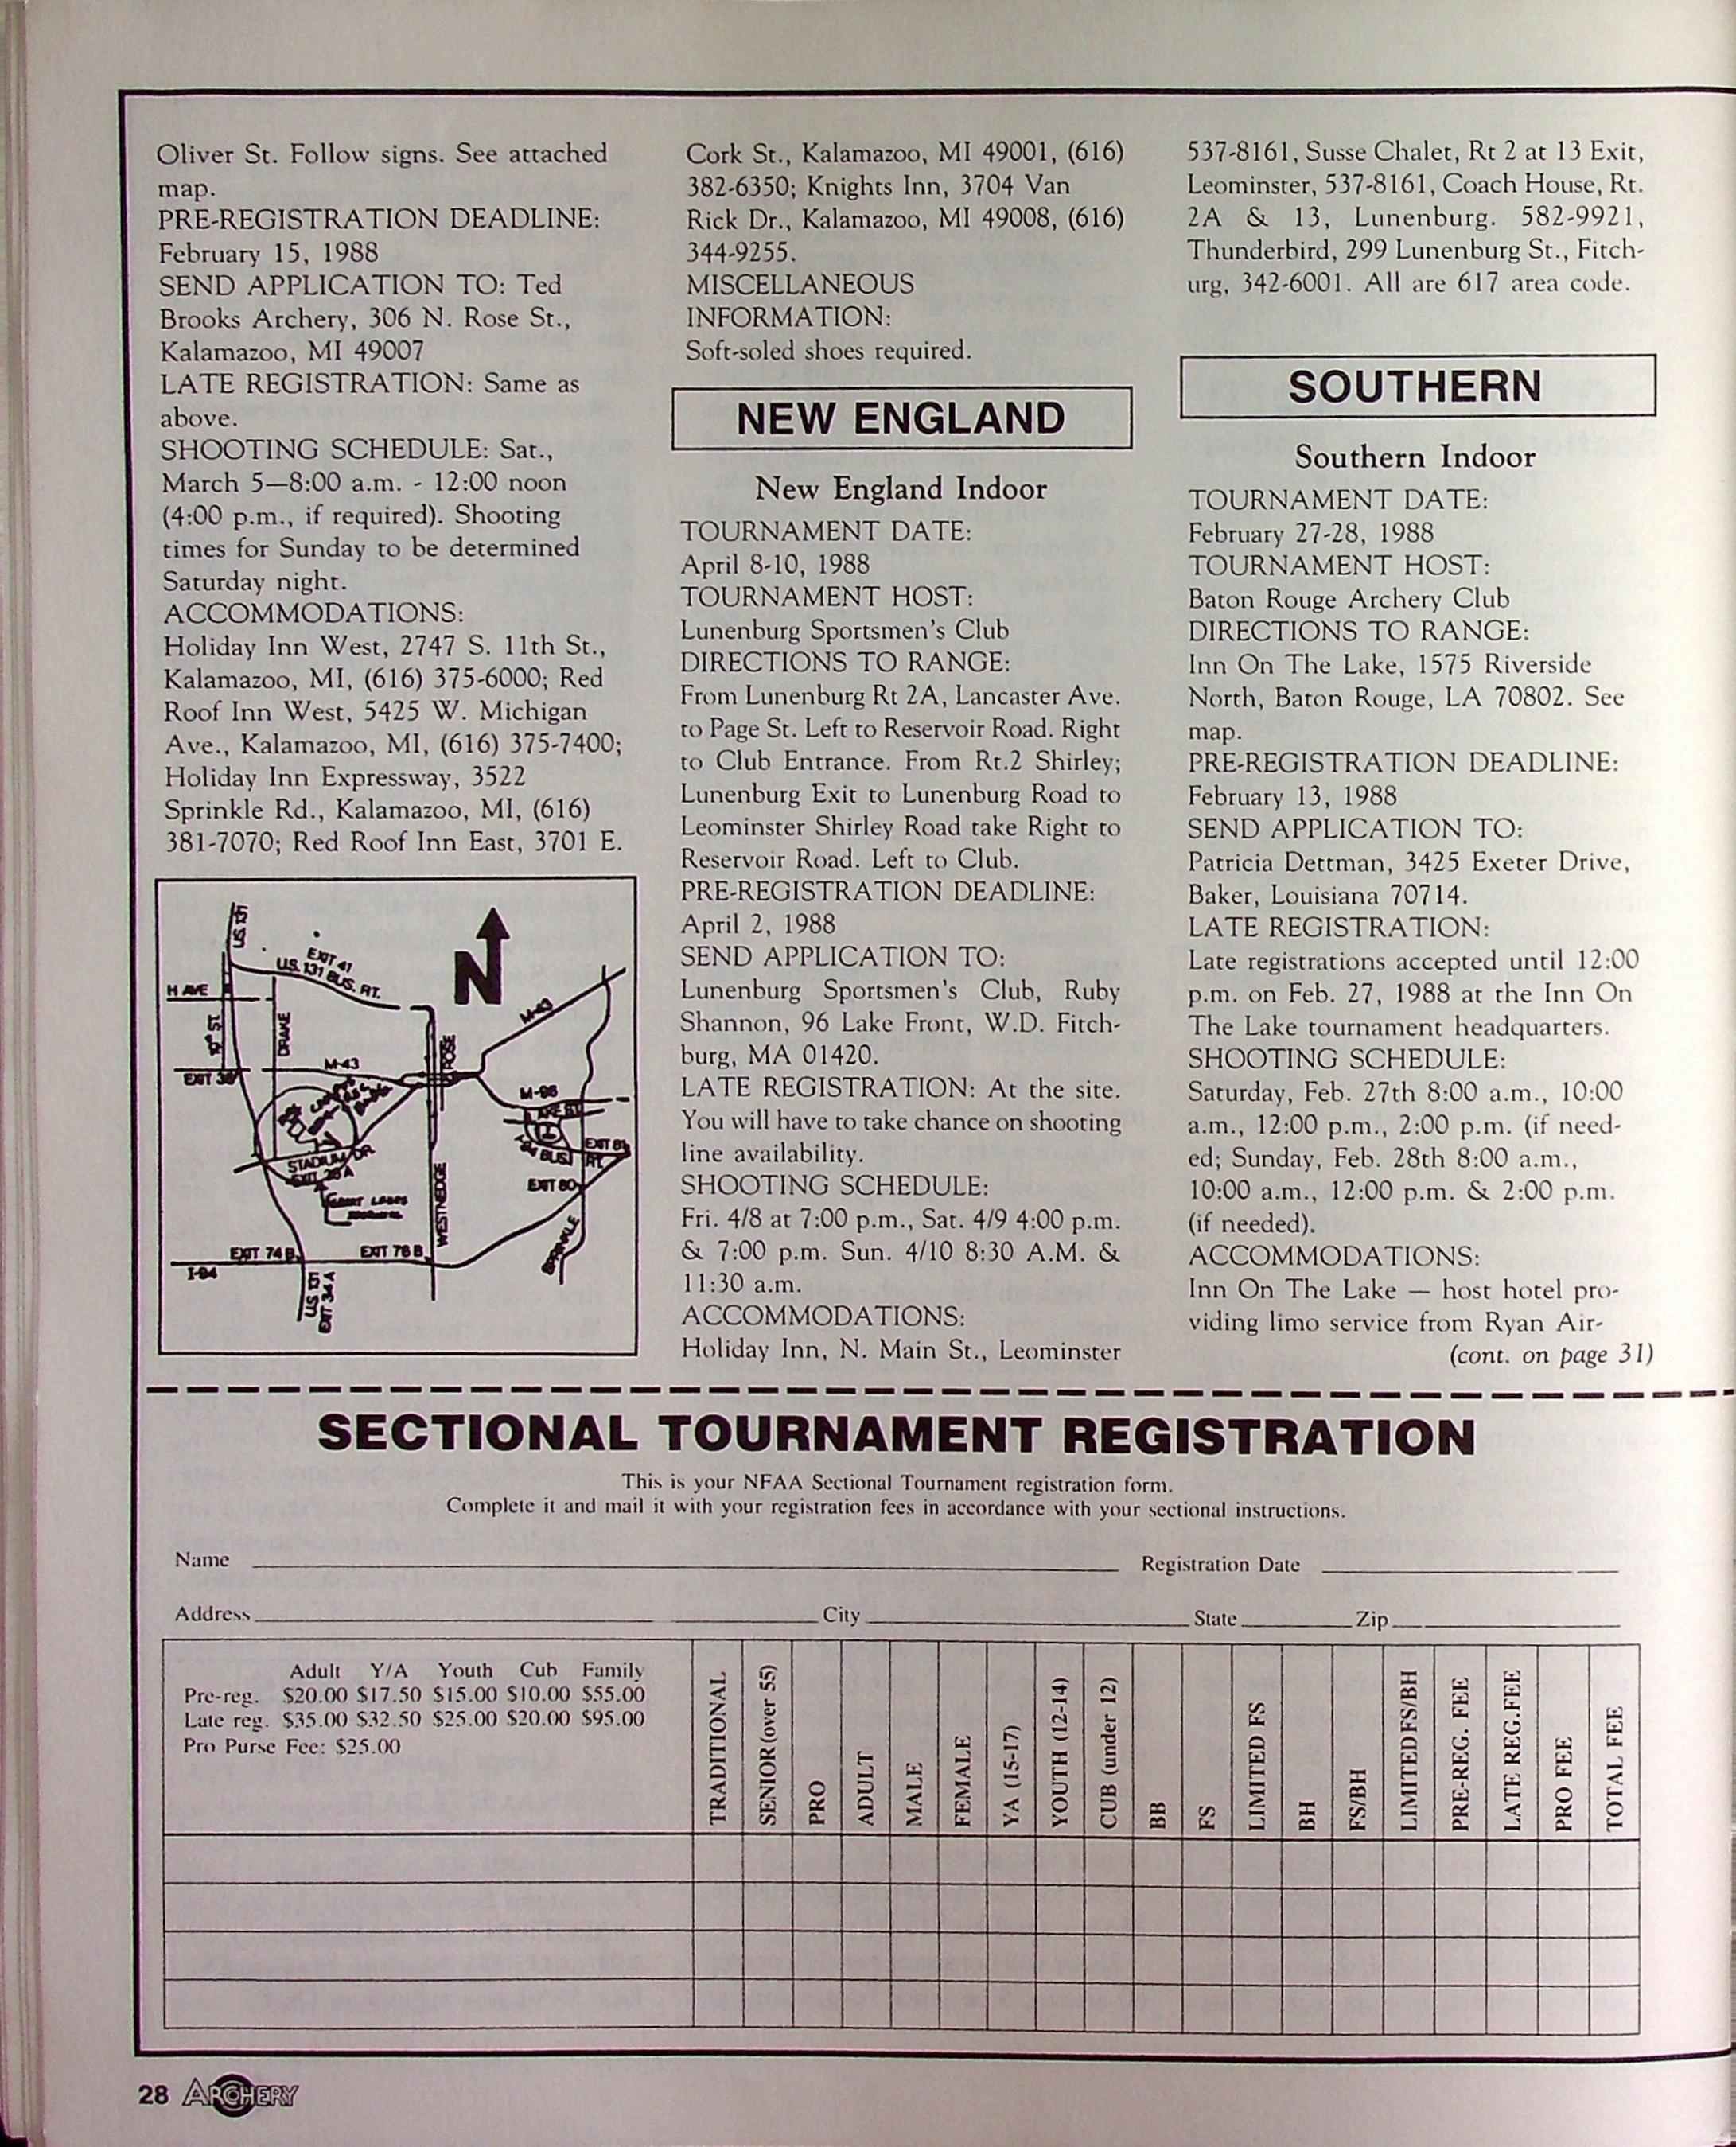 Oliver St. Follow signs. See attached
map.
PRE-REGISTRATION DEADLINE:
February 15, 1988
SEND APPLICATION TO: Ted
Brooks Archery, 306 N. Rose St.,
Kalamazoo, MI 49007
LATE REGISTRATION: Same as
above.
SHOOTING SCHEDULE: Sat.,
March 5—8:00 a.m. - 12:00 noon
(4:00 p.m., if required). Shooting
times for Sunday to be determined
Saturday night.
ACCOMMODATIONS:
Holiday Inn West, 2747 S. 11th St.,
Kalamazoo, MI, (616) 375-6000; Red
Roof Inn West, 5425 W. Michigan
Ave., Kalamazoo, MI, (616) 375-7400;
Holiday Inn Expressway, 3522
Sprinkle Rd., Kalamazoo, MI, (616)
381-7070; Red Roof Inn East, 3701 E.
US 131
EXIT 41
U.S. 131 BUS. RT.
N
H AVE
10th ST.
DRAKE
ROSE
M-43
M-43
EXIT 38
M-96
LAKE ST.
EXIT 81
BUS. RT.
STADIUM DR.
EXIT 80
WESTNEDGE
SPRINKLE
EXIT 74 B
EXIT 76 B
I-94
US 131
EXIT 34 A
Cork St., Kalamazoo, MI 49001, (616)
382-6350; Knights Inn, 3704 Van
Rick Dr., Kalamazoo, MI 49008, (616)
344-9255.
MISCELLANEOUS
INFORMATION:
Soft-soled shoes required.
NEW ENGLAND
New England Indoor
TOURNAMENT DATE:
April 8-10, 1988
TOURNAMENT HOST:
Lunenburg Sportsmen's Club
DIRECTIONS TO RANGE:
From Lunenburg Rt 2A, Lancaster Ave.
to Page St. Left to Reservoir Road. Right
to Club Entrance. From Rt.2 Shirley;
Lunenburg Exit to Lunenburg Road to
Leominster Shirley Road take Right to
Reservoir Road. Left to Club.
PRE-REGISTRATION DEADLINE:
April 2, 1988
SEND APPLICATION TO:
Lunenburg Sportsmen's Club, Ruby
Shannon, 96 Lake Front, W.D. Fitch-
burg, MA 01420.
LATE REGISTRATION: At the site.
You will have to take chance on shooting
line availability.
SHOOTING SCHEDULE:
Fri. 4/8 at 7:00 p.m., Sat. 4/9 4:00 p.m.
& 7:00 p.m. Sun. 4/10 8:30 A.M. &
11:30 a.m.
ACCOMMODATIONS:
Holiday Inn, N. Main St., Leominster
537-8161, Susse Chalet, Rt 2 at 13 Exit,
Leominster, 537-8161, Coach House, Rt.
2A & 13, Lunenburg. 582-9921,
Thunderbird, 299 Lunenburg St., Fitch-
urg, 342-6001. All are 617 area code.
SOUTHERN
Southern Indoor
TOURNAMENT DATE:
February 27-28, 1988
TOURNAMENT HOST:
Baton Rouge Archery Club
DIRECTIONS TO RANGE:
Inn On The Lake, 1575 Riverside
North, Baton Rouge, LA 70802. See
map.
PRE-REGISTRATION DEADLINE:
February 13, 1988
SEND APPLICATION TO:
Patricia Dettman, 3425 Exeter Drive,
Baker, Louisiana 70714.
LATE REGISTRATION:
Late registrations accepted until 12:00
p.m. on Feb. 27, 1988 at the Inn On
The Lake tournament headquarters.
SHOOTING SCHEDULE:
Saturday, Feb. 27th 8:00 a.m., 10:00
a.m., 12:00 p.m., 2:00 p.m. (if need-
ed; Sunday, Feb. 28th 8:00 a.m.,
10:00 a.m., 12:00 p.m. & 2:00 p.m.
(if needed).
ACCOMMODATIONS:
Inn On The Lake — host hotel pro-
viding limo service from Ryan Air-
(cont. on page 31)
SECTIONAL TOURNAMENT REGISTRATION
This is your NFAA Sectional Tournament registration form.
Complete it and mail it with your registration fees in accordance with your sectional instructions.
Name Registration Date
Address City State Zip
Adult Y/A Youth Cub Family
Pre-reg. $20.00 $17.50 $15.00 $10.00 $55.00
Late reg. $35.00 $32.50 $25.00 $20.00 $95.00
Pro Purse Fee: $25.00
TRADITIONAL
SENIOR (over 55)
PRO
ADULT
MALE
FEMALE
YA (15-17)
YOUTH (12-14)
CUB (under 12)
BB
FS
LIMITED FS
BH
FS/BH
LIMITED FS/BH
PRE-REG. FEE
LATE REG. FEE
PRO FEE
TOTAL FEE
28 ARCHERY